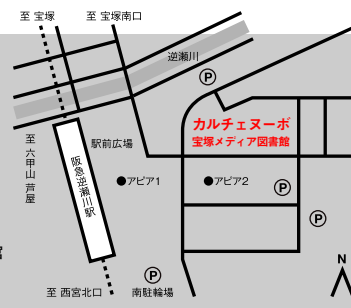 至 宝塚
至 宝塚南口
逆瀬川
P
カルチェヌーボ
宝塚メディア図書館
駅前広場
至 六甲山 芦屋
阪急逆瀬川駅
●アピア1
●アピア2
P
P
N
P
至 西宮北口
南駐輪場